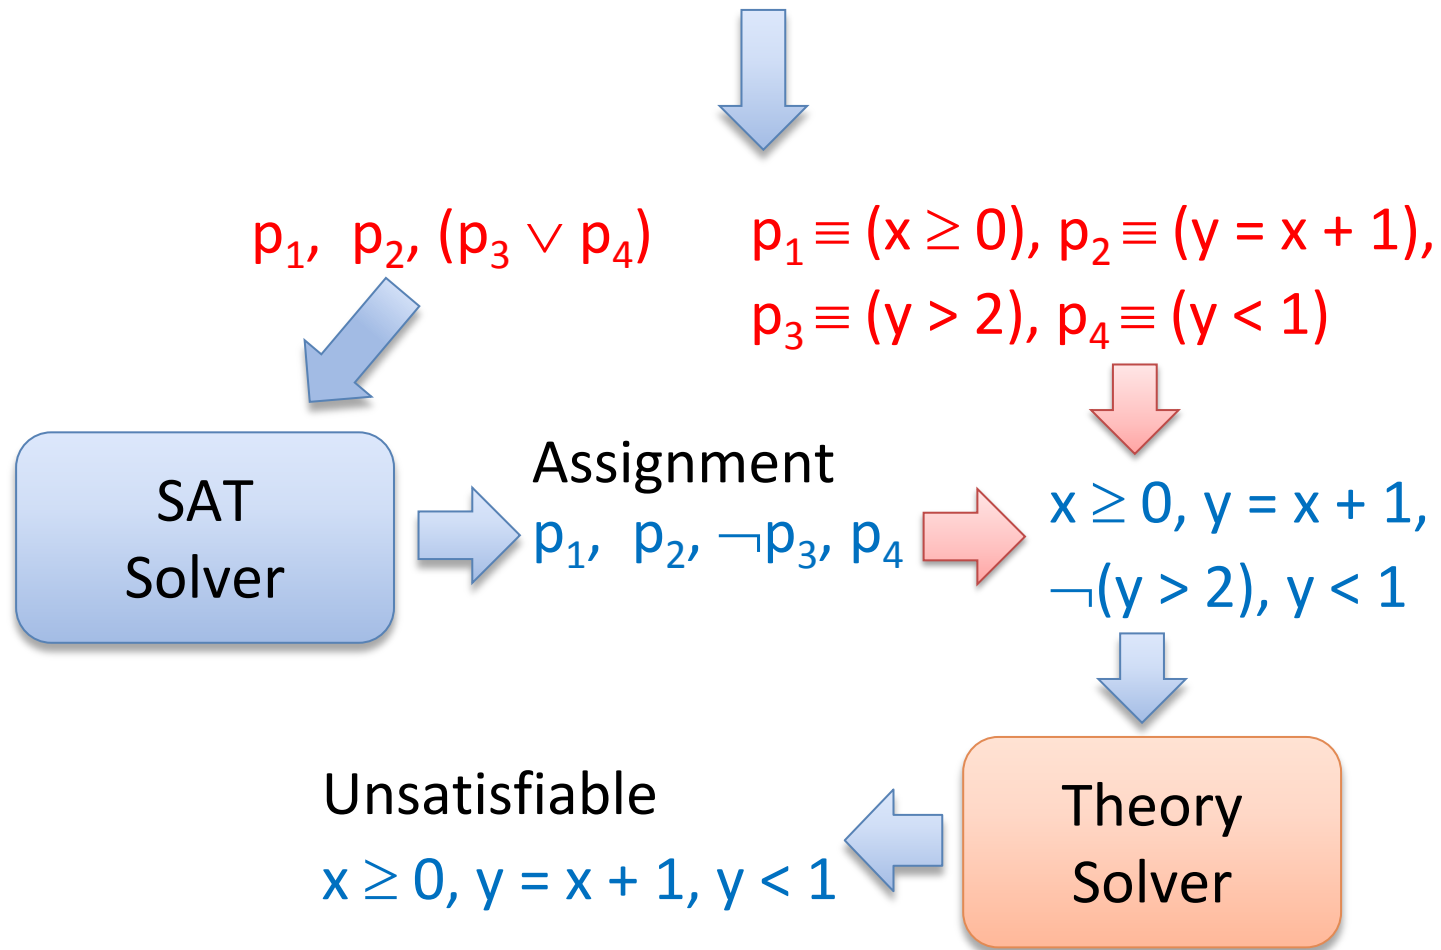 p₁, p₂, (p₃ ∨ p₄)
p₁ ≡ (x ≥ 0), p₂ ≡ (y = x + 1),
p₃ ≡ (y > 2), p₄ ≡ (y < 1)
SAT
Solver
Assignment
p₁, p₂, ¬p₃, p₄
x ≥ 0, y = x + 1,
¬(y > 2), y < 1
Theory
Solver
Unsatisfiable
x ≥ 0, y = x + 1, y < 1